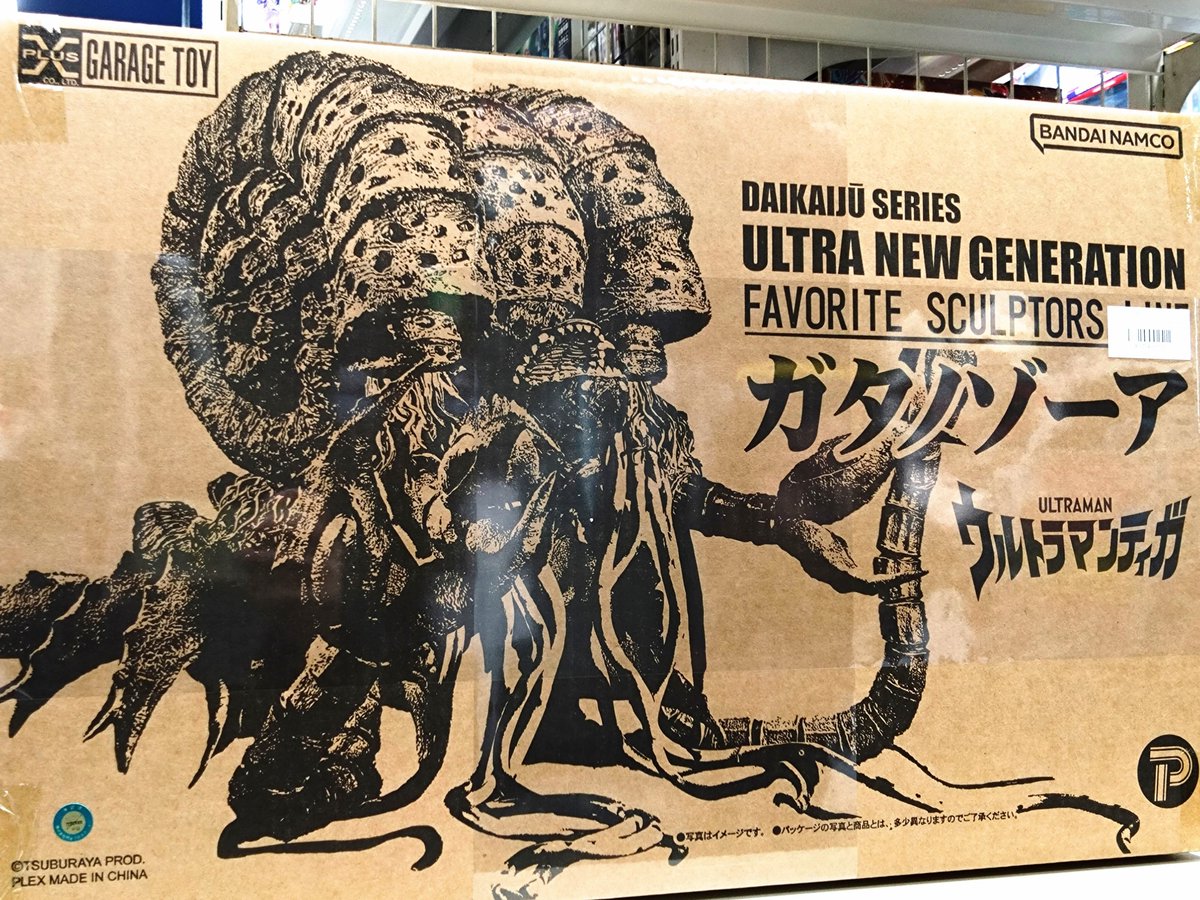 X PLUS CO., LTD. GARAGE TOY
BANDAI NAMCO
DAIKAIJŪ SERIES
ULTRA NEW GENERATION
FAVORITE SCULPTORS
ガタノゾーア
ULTRAMAN
ウルトラマンティガ
●写真はイメージです。 ●パッケージの写真と商品とは、多少異なりますのでご了承ください。
©TSUBURAYA PROD.
PLEX MADE IN CHINA